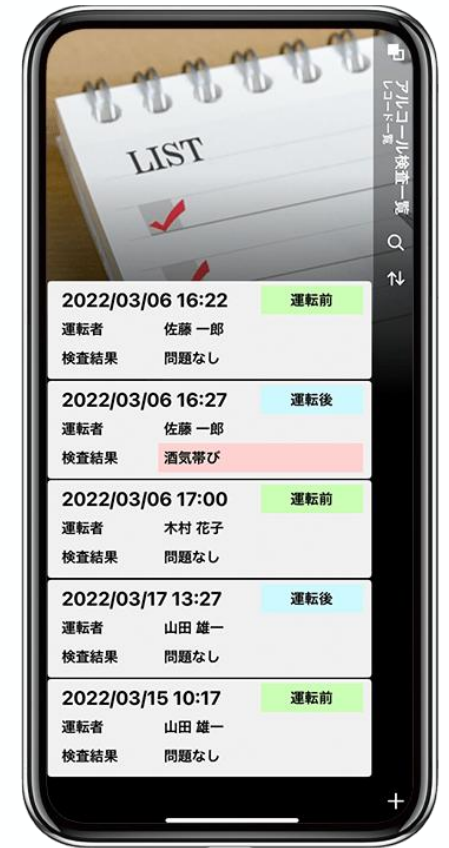 アルコール検査一覧
レコード一覧
LIST
2022/03/06 16:22 運転前
運転者 佐藤 一郎
検査結果 問題なし
2022/03/06 16:27 運転後
運転者 佐藤 一郎
検査結果 酒気帯び
2022/03/06 17:00 運転前
運転者 木村 花子
検査結果 問題なし
2022/03/17 13:27 運転後
運転者 山田 雄一
検査結果 問題なし
2022/03/15 10:17 運転前
運転者 山田 雄一
検査結果 問題なし